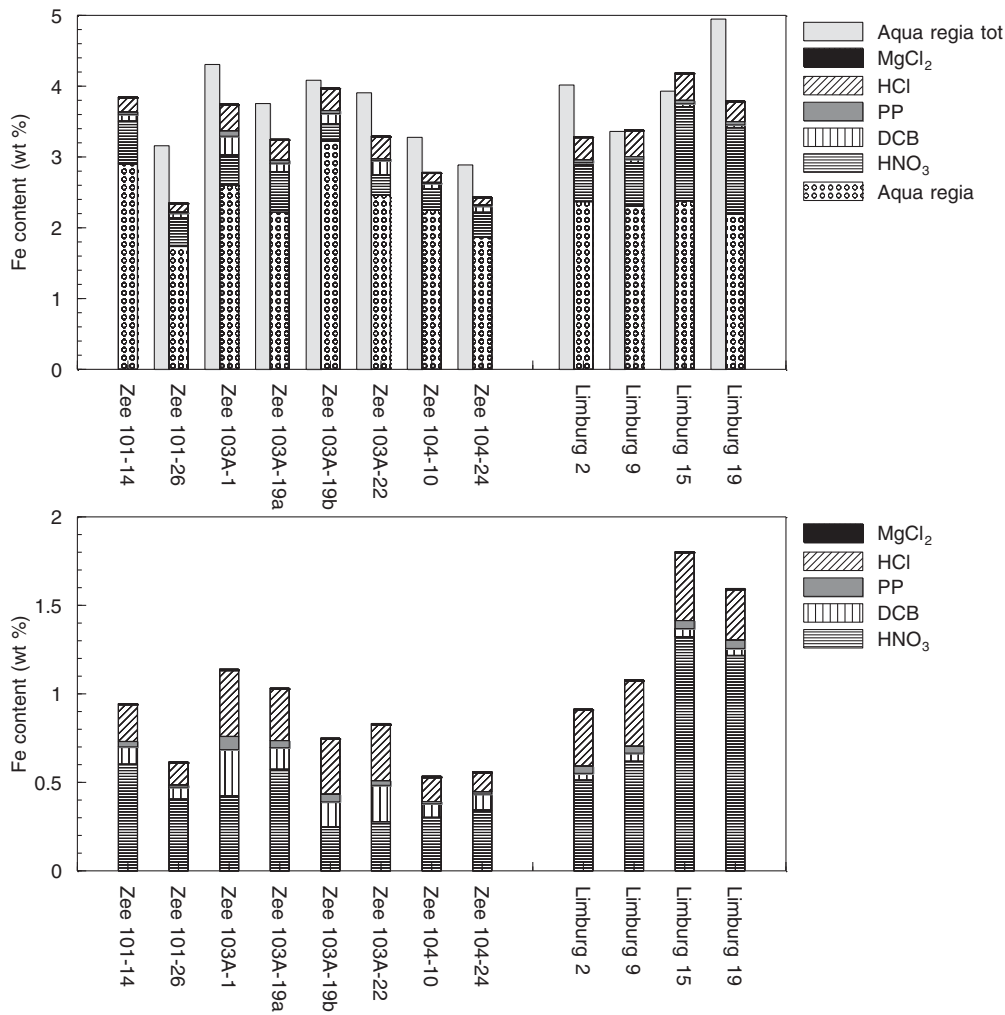 5
4
3
2
1
0
Fe content (wt %)
Zee 101-14
Zee 101-26
Zee 103A-1
Zee 103A-19a
Zee 103A-19b
Zee 103A-22
Zee 104-10
Zee 104-24
Limburg 2
Limburg 9
Limburg 15
Limburg 19
Aqua regia tot
MgCl₂
HCl
PP
DCB
HNO₃
Aqua regia
2
1.5
1
0.5
0
Fe content (wt %)
Zee 101-14
Zee 101-26
Zee 103A-1
Zee 103A-19a
Zee 103A-19b
Zee 103A-22
Zee 104-10
Zee 104-24
Limburg 2
Limburg 9
Limburg 15
Limburg 19
MgCl₂
HCl
PP
DCB
HNO₃